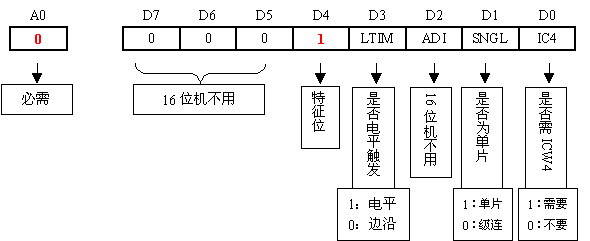 A0 D7 D6 D5 D4 D3 D2 D1 D0
0 0 0 0 1 LTIM ADI SNGL IC4
必需
16位机不用
特征位
是否电平触发
16位机不用
是否为单片
是否需ICW4
1：电平
0：边沿
1：单片
0：级连
1：需要
0：不要